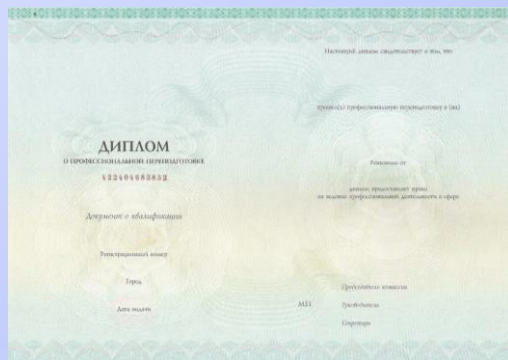 ДИПЛОМ
О ПРОФЕССИОНАЛЬНОЙ ПЕРЕПОДГОТОВКЕ
Документ о квалификации
Регистрационный номер
Город
Дата выдачи
Настоящий диплом свидетельствует о том, что
прошел(а) профессиональную переподготовку в (на)
Решением от
диплом предоставляет право
на ведение профессиональной деятельности в сфере
Председатель комиссии
М.П.
Руководитель
Секретарь